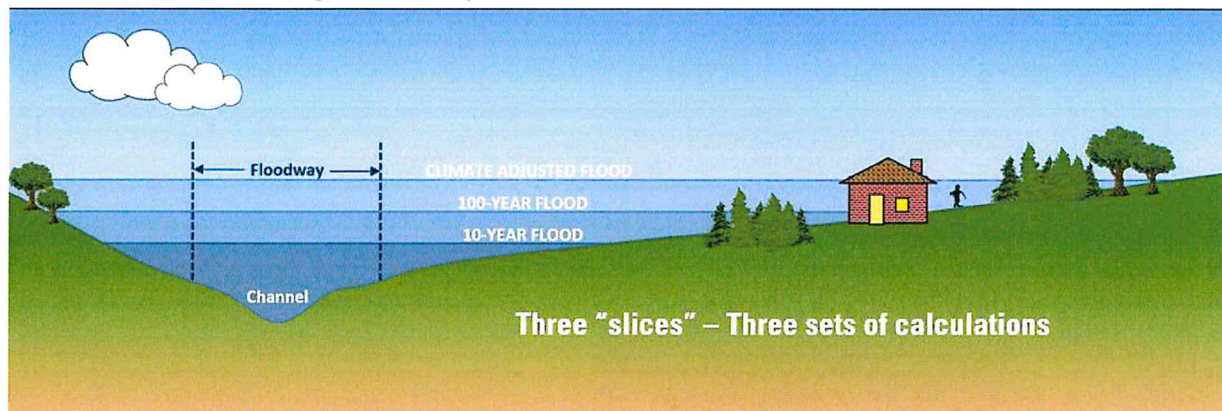 Floodway
CLIMATE ADJUSTED FLOOD
100-YEAR FLOOD
10-YEAR FLOOD
Channel
Three "slices" – Three sets of calculations